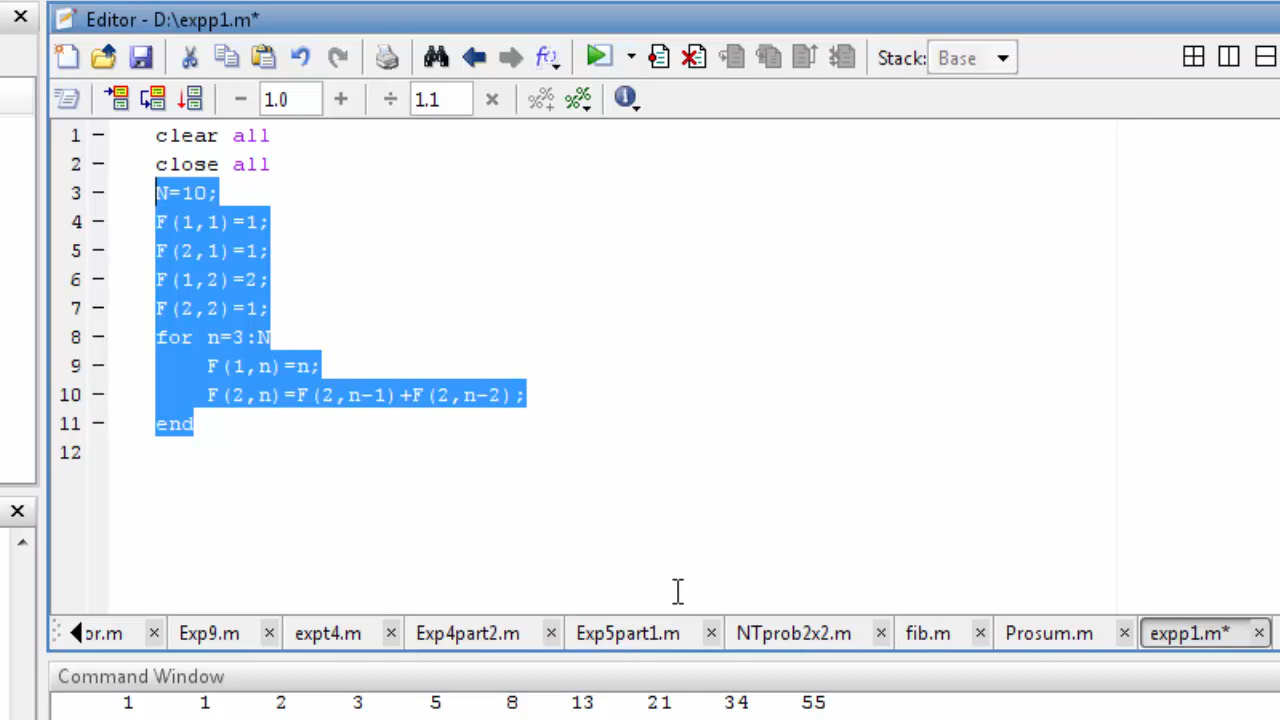 Editor - D:\expp1.m*
Stack: Base
1.0
1.1
1 clear all
2 close all
3 N=10;
4 F(1,1)=1;
5 F(2,1)=1;
6 F(1,2)=2;
7 F(2,2)=1;
8 for n=3:N
9 F(1,n)=n;
10 F(2,n)=F(2,n-1)+F(2,n-2);
11 end
12
or.m Exp9.m expt4.m Exp4part2.m Exp5part1.m NTprob2x2.m fib.m Prosum.m expp1.m*
Command Window
1 1 2 3 5 8 13 21 34 55